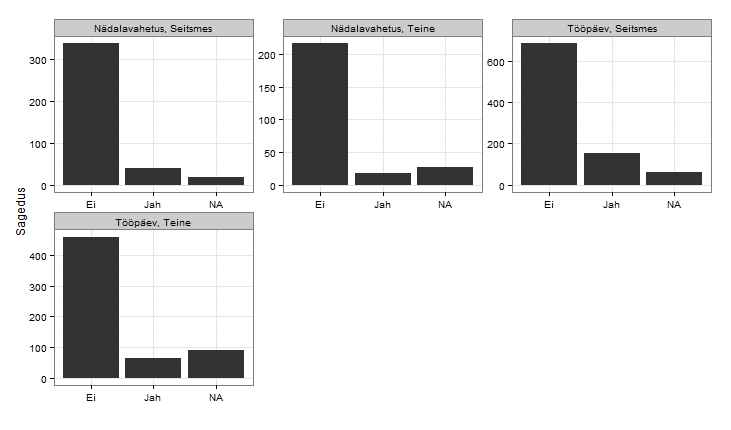 Nädalavahetus, Seitsmes
Nädalavahetus, Teine
Tööpäev, Seitsmes
300
200
100
0
200
150
100
50
0
600
400
200
0
Ei Jah NA
Ei Jah NA
Ei Jah NA
Sagedus
Tööpäev, Teine
400
300
200
100
0
Ei Jah NA